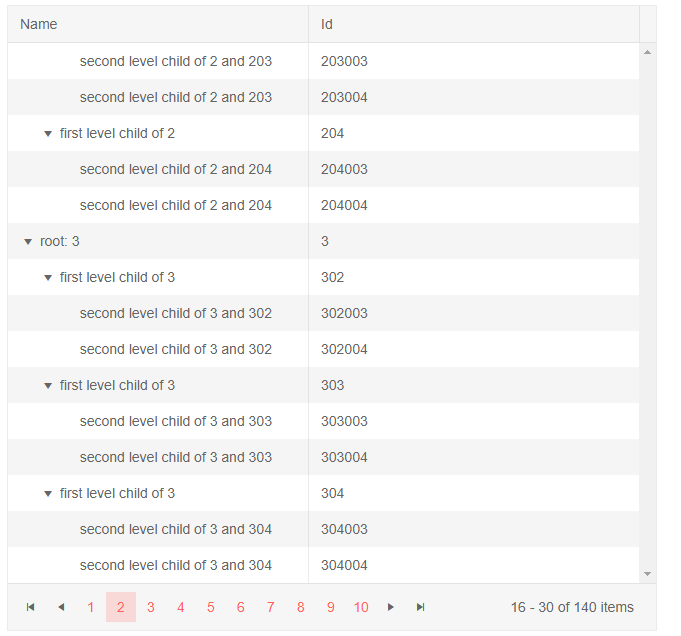 Name Id
second level child of 2 and 203 203003
second level child of 2 and 203 203004
first level child of 2 204
second level child of 2 and 204 204003
second level child of 2 and 204 204004
root: 3 3
first level child of 3 302
second level child of 3 and 302 302003
second level child of 3 and 302 302004
first level child of 3 303
second level child of 3 and 303 303003
second level child of 3 and 303 303004
first level child of 3 304
second level child of 3 and 304 304003
second level child of 3 and 304 304004
1 2 3 4 5 6 7 8 9 10 16 - 30 of 140 items